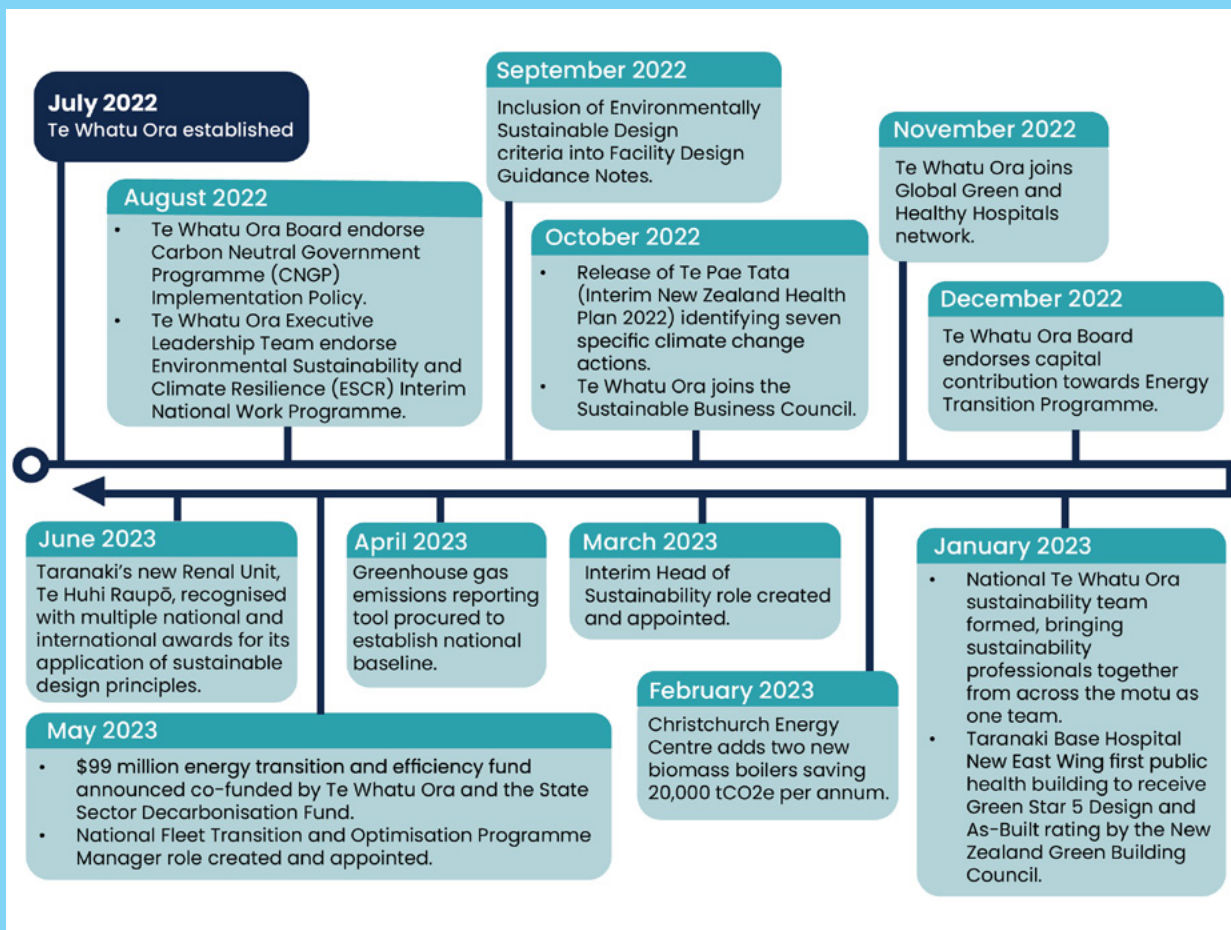 July 2022
Te Whatu Ora established
August 2022
• Te Whatu Ora Board endorse
Carbon Neutral Government
Programme (CNGP)
Implementation Policy.
• Te Whatu Ora Executive
Leadership Team endorse
Environmental Sustainability and
Climate Resilience (ESCR) Interim
National Work Programme.
September 2022
Inclusion of Environmentally
Sustainable Design
criteria into Facility Design
Guidance Notes.
October 2022
• Release of Te Pae Tata
(Interim New Zealand Health
Plan 2022) identifying seven
specific climate change
actions.
• Te Whatu Ora joins the
Sustainable Business Council.
November 2022
Te Whatu Ora joins
Global Green and
Healthy Hospitals
network.
December 2022
Te Whatu Ora Board
endorses capital
contribution towards Energy
Transition Programme.
January 2023
• National Te Whatu Ora
sustainability team
formed, bringing
sustainability
professionals together
from across the motu as
one team.
• Taranaki Base Hospital
New East Wing first public
health building to receive
Green Star 5 Design and
As-Built rating by the New
Zealand Green Building
Council.
February 2023
Christchurch Energy
Centre adds two new
biomass boilers saving
20,000 tCO2e per annum.
March 2023
Interim Head of
Sustainability role created
and appointed.
April 2023
Greenhouse gas
emissions reporting
tool procured to
establish national
baseline.
May 2023
• $99 million energy transition and efficiency fund
announced co-funded by Te Whatu Ora and the State
Sector Decarbonisation Fund.
• National Fleet Transition and Optimisation Programme
Manager role created and appointed.
June 2023
Taranaki's new Renal Unit,
Te Huhi Raupō, recognised
with multiple national and
international awards for its
application of sustainable
design principles.